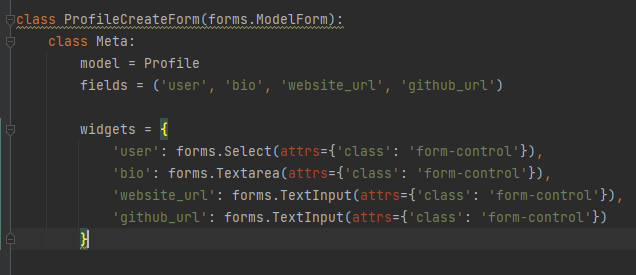 class ProfileCreateForm(forms.ModelForm):
    class Meta:
        model = Profile
        fields = ('user', 'bio', 'website_url', 'github_url')

        widgets = {
            'user': forms.Select(attrs={'class': 'form-control'}),
            'bio': forms.Textarea(attrs={'class': 'form-control'}),
            'website_url': forms.TextInput(attrs={'class': 'form-control'}),
            'github_url': forms.TextInput(attrs={'class': 'form-control'})
        }